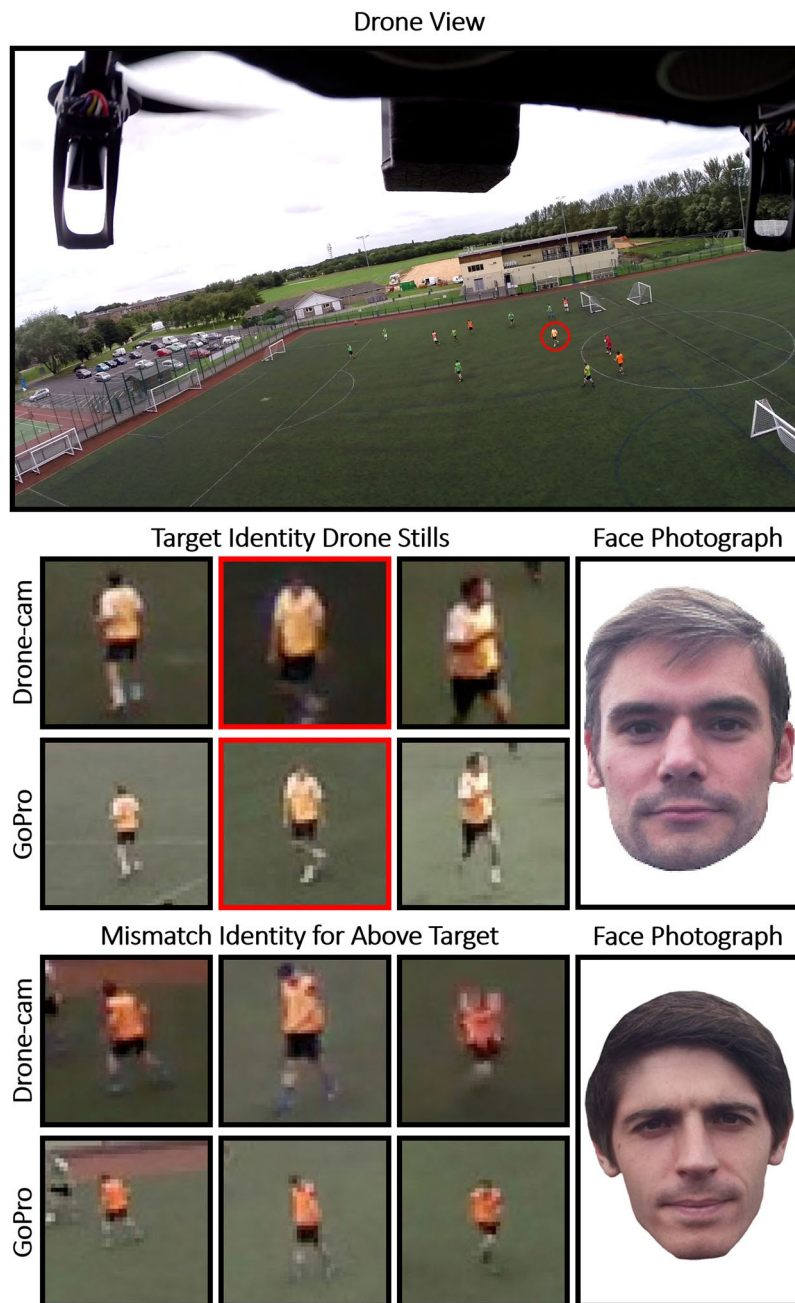 Drone View
Target Identity Drone Stills
Face Photograph
Drone-cam
GoPro
Mismatch Identity for Above Target
Face Photograph
Drone-cam
GoPro